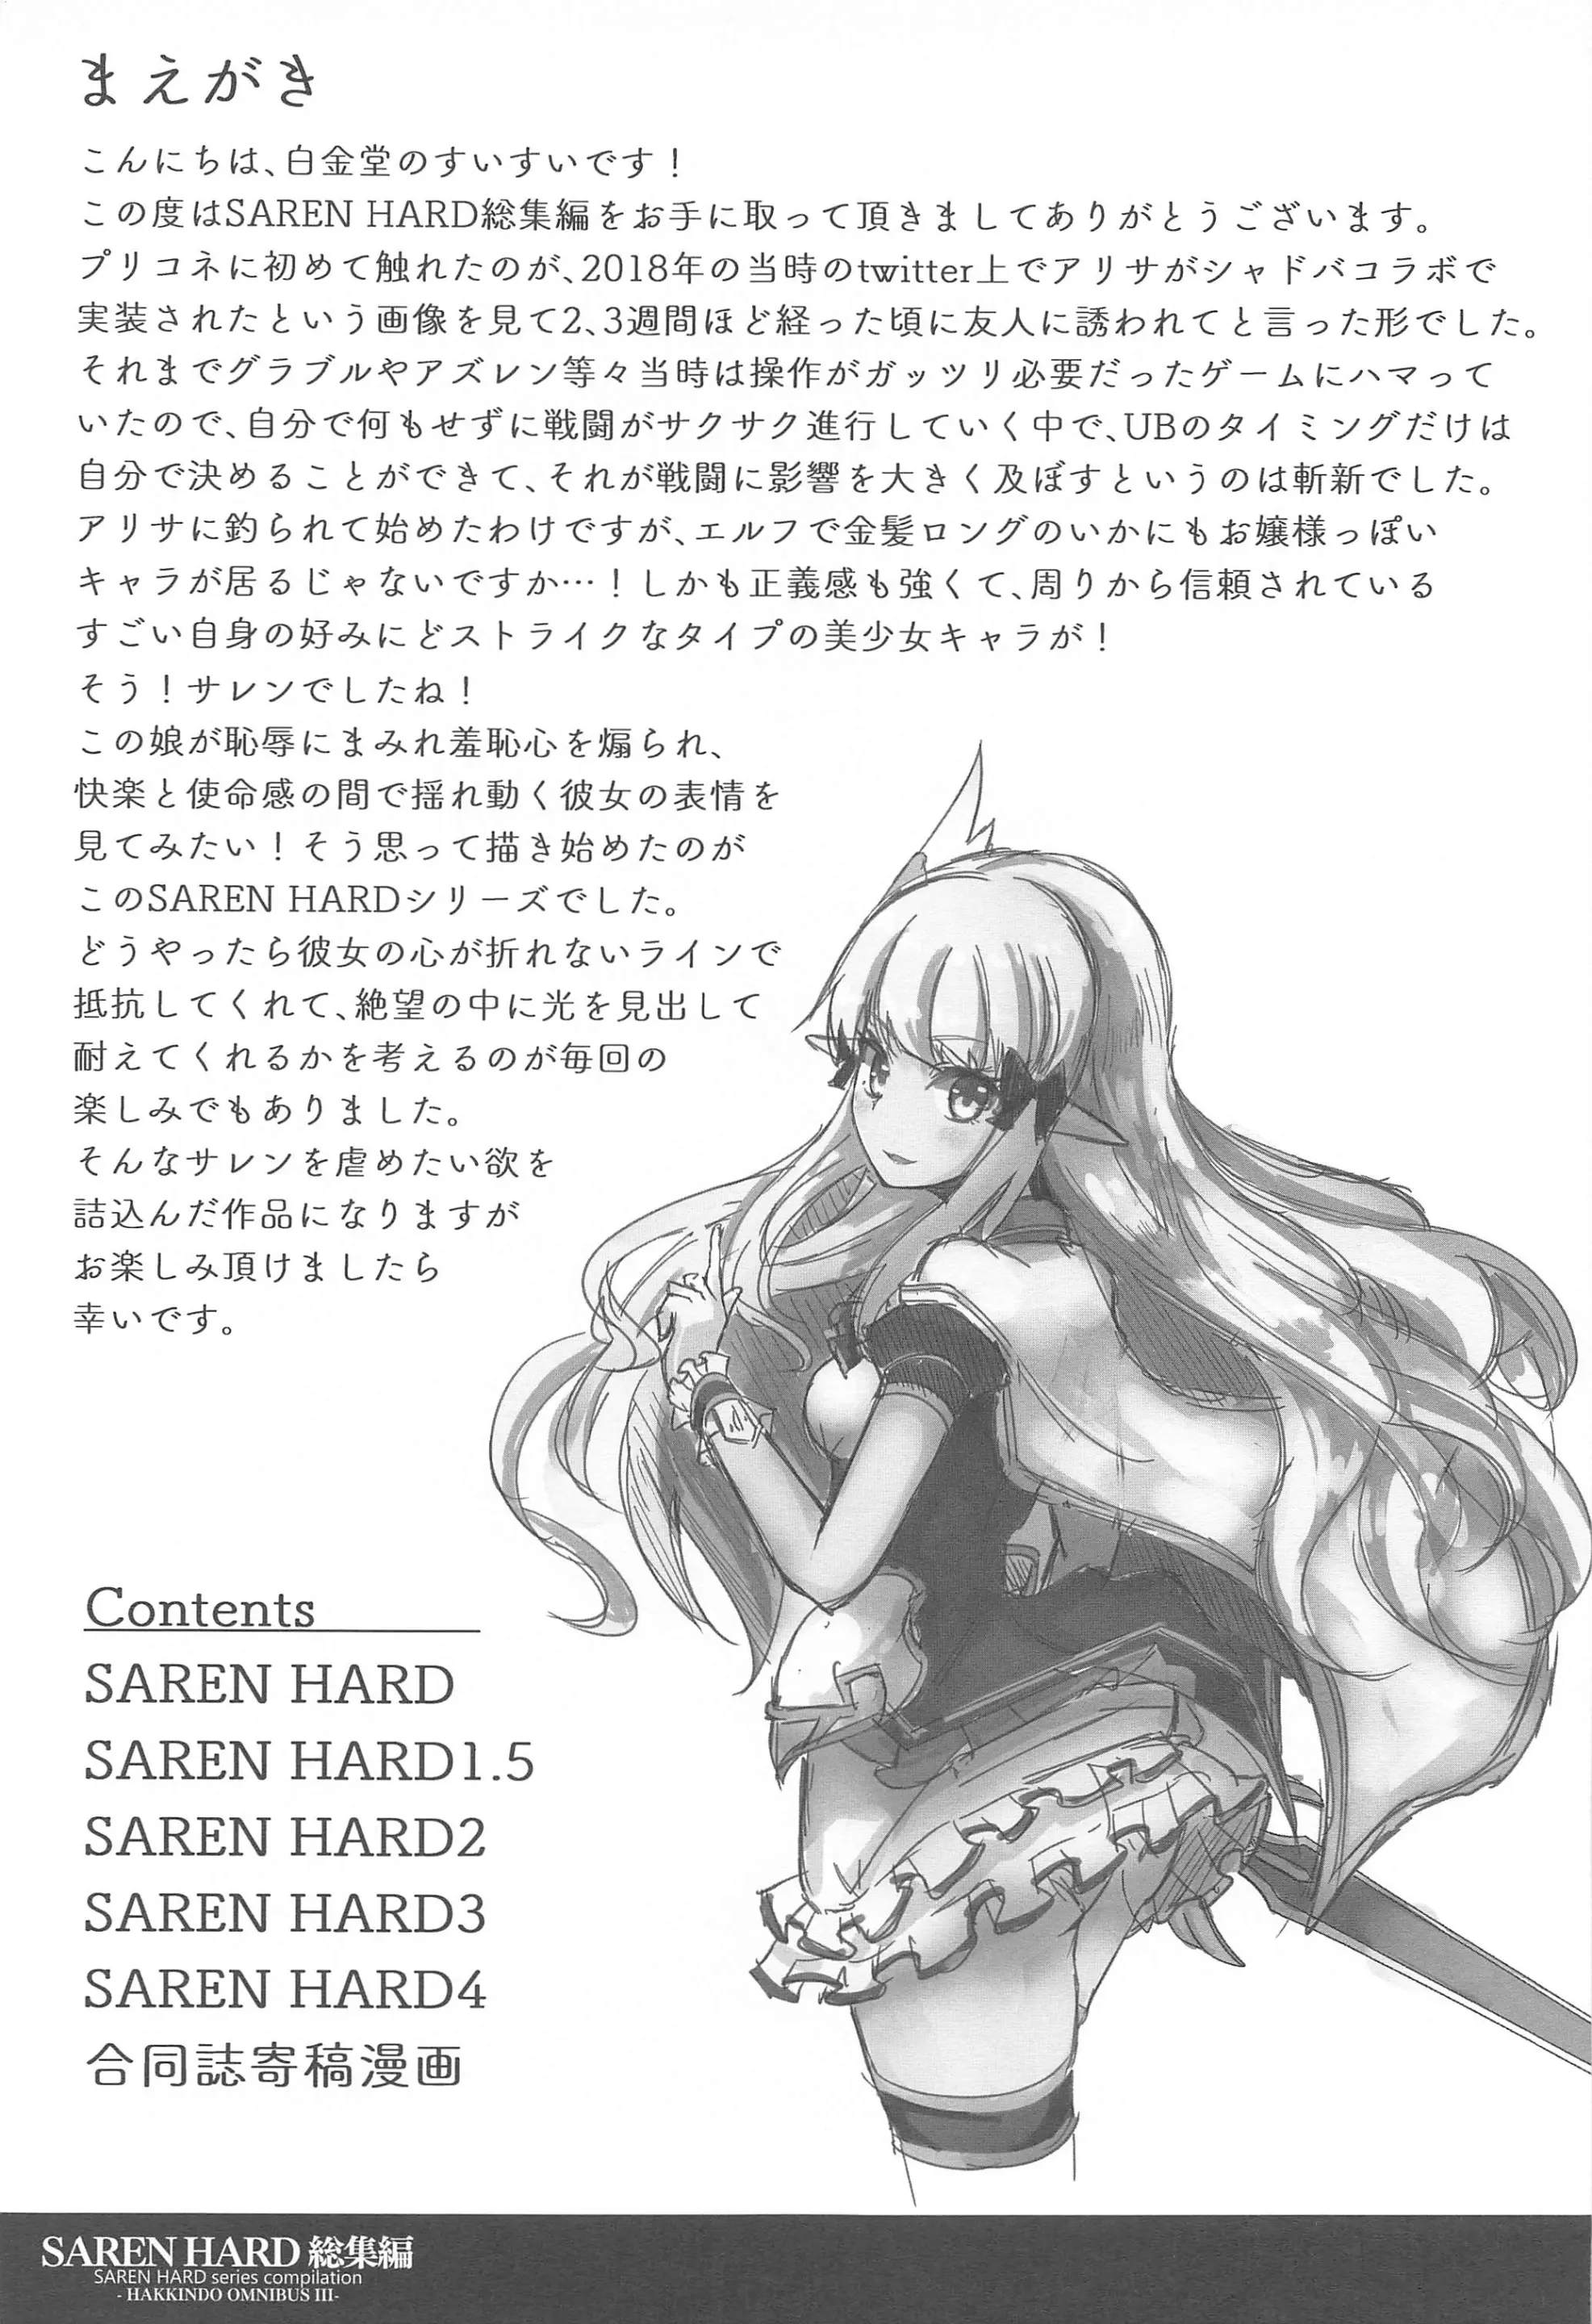 まえがき
こんにちは、白金堂のすいすいです！
この度はSAREN HARD総集編をお手に取って頂きましてありがとうございます。
プリコネに初めて触れたのが、2018年の当時のtwitter上でアリサがシャドバコラボで
実装されたという画像を見て2、3週間ほど経った頃に友人に誘われてと言った形でした。
それまでグラブルやアズレン等々当時は操作がガッツリ必要だったゲームにハマって
いたので、自分で何もせずに戦闘がサクサク進行していく中で、UBのタイミングだけは
自分で決めることができて、それが戦闘に影響を大きく及ぼすというのは斬新でした。
アリサに釣られて始めたわけですが、エルフで金髪ロングのいかにもお嬢様っぽい
キャラが居るじゃないですか…！しかも正義感も強くて、周りから信頼されている
すごい自身の好みにどストライクなタイプの美少女キャラが！
そう！サレンでしたね！
この娘が恥辱にまみれ羞恥心を煽られ、
快楽と使命感の間で揺れ動く彼女の表情を
見てみたい！そう思って描き始めたのが
このSAREN HARDシリーズでした。
どうやったら彼女の心が折れないラインで
抵抗してくれて、絶望の中に光を見出して
耐えてくれるかを考えるのが毎回の
楽しみでもありました。
そんなサレンを虐めたい欲を
詰込んだ作品になりますが
お楽しみ頂けましたら
幸いです。
Contents
SAREN HARD
SAREN HARD1.5
SAREN HARD2
SAREN HARD3
SAREN HARD4
合同誌寄稿漫画
SAREN HARD 総集編
SAREN HARD series compilation
- HAKKINDO OMNIBUS III-